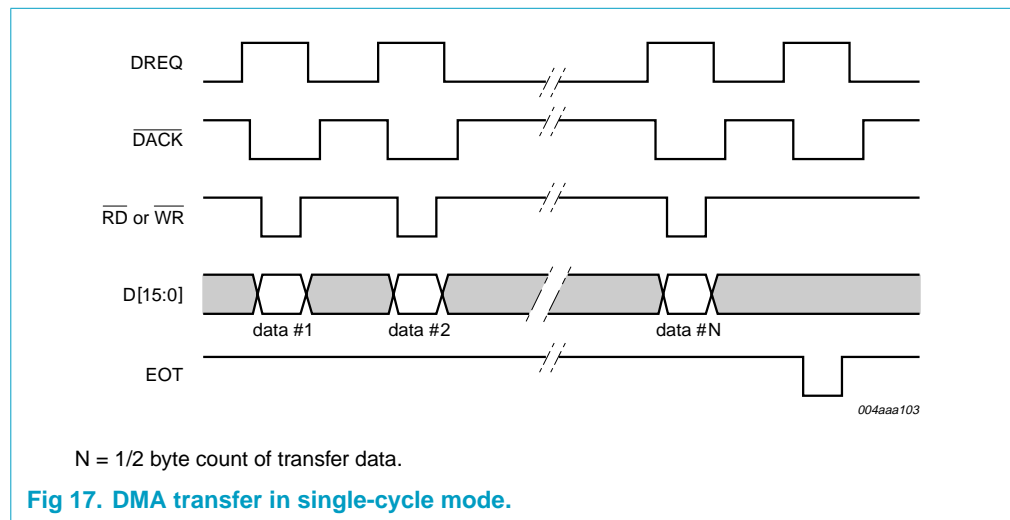 DREQ
DACK
RD or WR
D[15:0]
data #1 data #2 data #N
EOT
004aaa103
N = 1/2 byte count of transfer data.
Fig 17. DMA transfer in single-cycle mode.